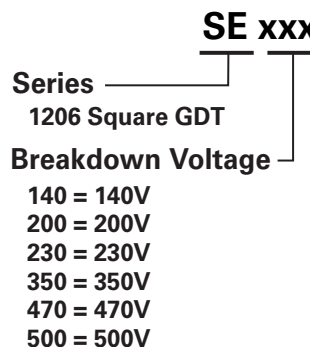 SE xxx
Series
1206 Square GDT
Breakdown Voltage
140 = 140V
200 = 200V
230 = 230V
350 = 350V
470 = 470V
500 = 500V